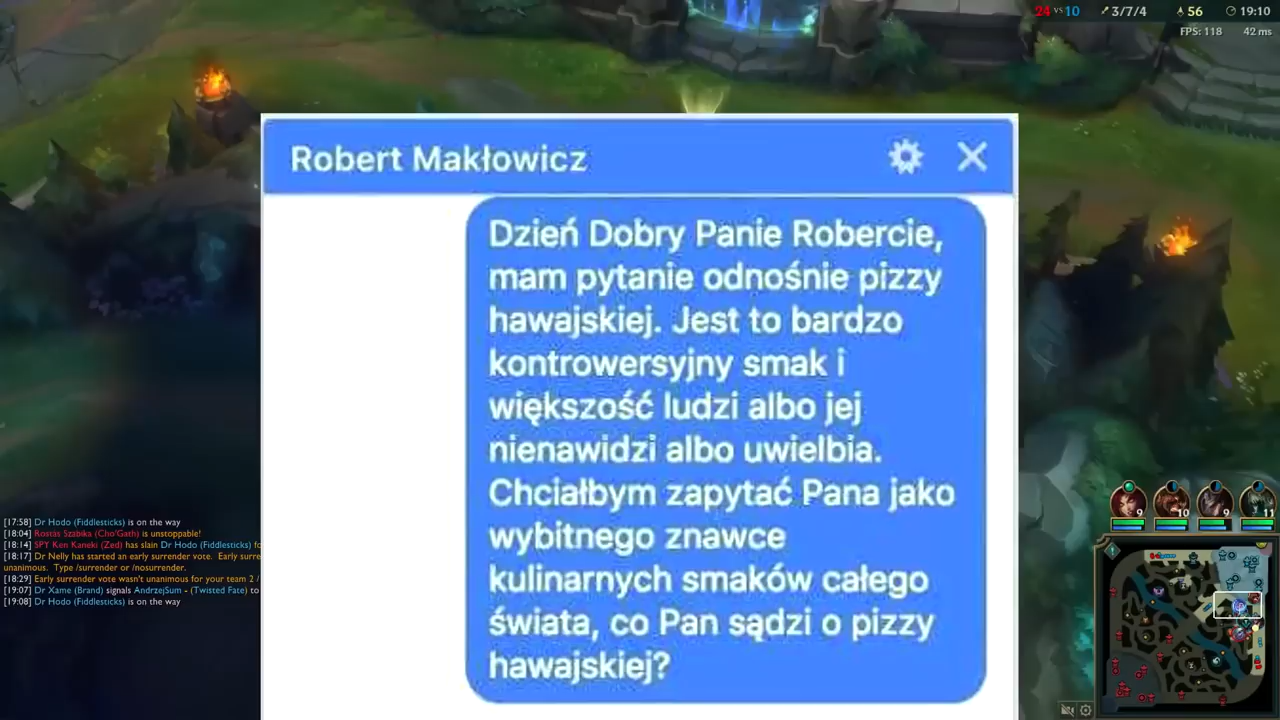 24 vs 10 3/7/4 56 19:10
FPS: 118 42 ms
Robert Makłowicz
Dzień Dobry Panie Robercie,
mam pytanie odnośnie pizzy
hawajskiej. Jest to bardzo
kontrowersyjny smak i
większość ludzi albo jej
nienawidzi albo uwielbia.
Chciałbym zapytać Pana jako
wybitnego znawce
kulinarnych smaków całego
świata, co Pan sądzi o pizzy
hawajskiej?
[17:58] Dr Hodo (Fiddlesticks) is on the way
[18:04] Kostas Szabika (Cho'Gath) is unstoppable!
[18:14] SPY Ken Kaneki (Zed) has slain Dr Hodo (Fiddlesticks) fo
[18:17] Dr Nelly has started an early surrender vote. Early surre
unanimous. Type /surrender or /nosurrender.
[18:29] Early surrender vote wasn't unanimous for your team 2 /
[19:07] Dr Xame (Brand) signals AndrzejSum - (Twisted Fate) to
[19:08] Dr Hodo (Fiddlesticks) is on the way
9 10 9 11